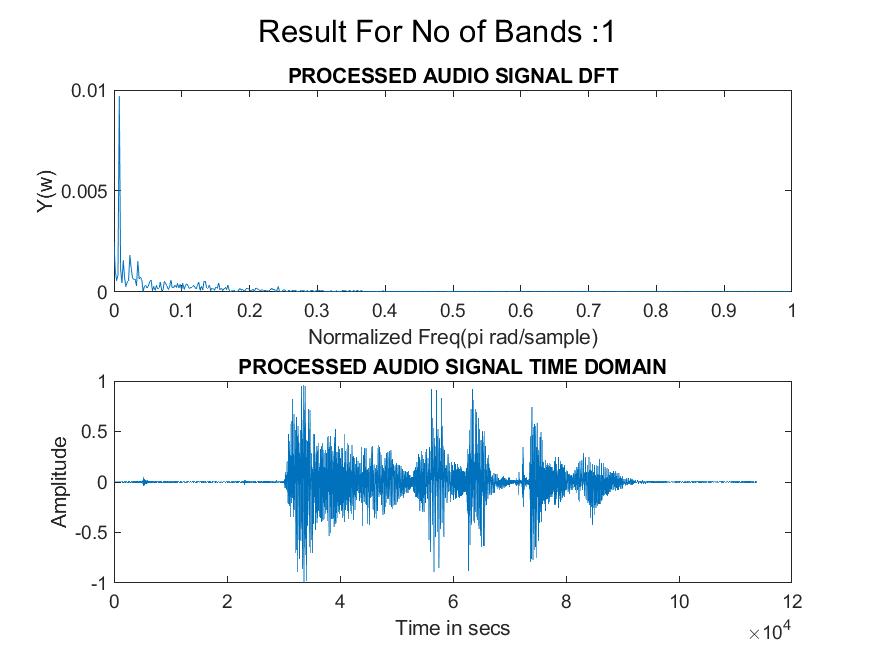 Result For No of Bands :1
PROCESSED AUDIO SIGNAL DFT
0.01
0.005
0
Y(w)
0 0.1 0.2 0.3 0.4 0.5 0.6 0.7 0.8 0.9 1
Normalized Freq(pi rad/sample)
PROCESSED AUDIO SIGNAL TIME DOMAIN
1
0.5
0
-0.5
-1
Amplitude
0 2 4 6 8 10 12
Time in secs
×10⁴